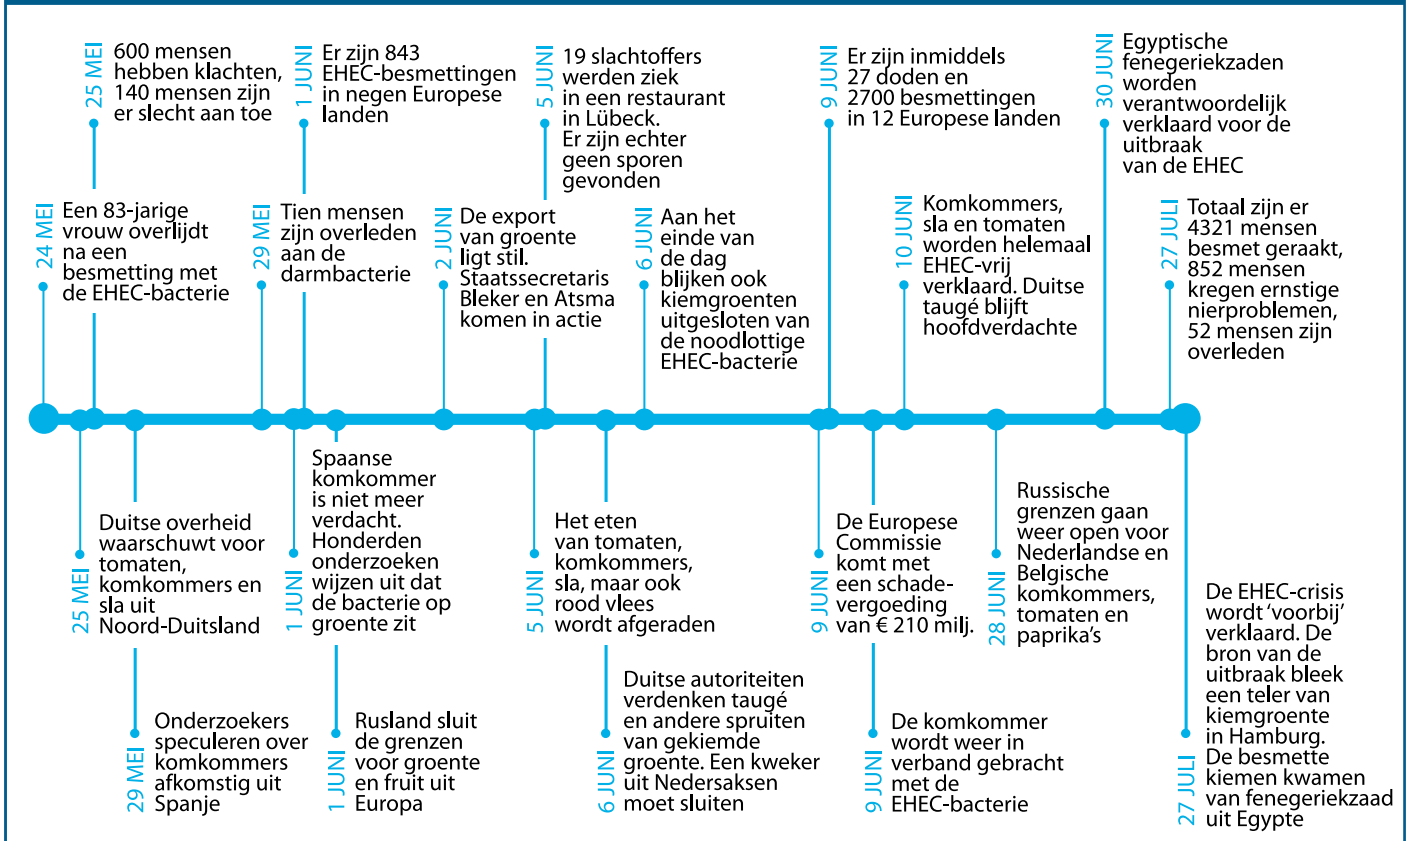 25 MEI
600 mensen
hebben klachten,
140 mensen zijn
er slecht aan toe
1 JUNI
Er zijn 843
EHEC-besmettingen
in negen Europese
landen
5 JUNI
19 slachtoffers
werden ziek
in een restaurant
in Lübeck.
Er zijn echter
geen sporen
gevonden
9 JUNI
Er zijn inmiddels
27 doden en
2700 besmettingen
in 12 Europese landen
30 JUNI
Egyptische
fenegeriekzaden
worden
verantwoordelijk
verklaard voor de
uitbraak
van de EHEC
24 MEI
Een 83-jarige
vrouw overlijdt
na een
besmetting met
de EHEC-bacterie
29 MEI
Tien mensen
zijn overleden
aan de
darmbacterie
2 JUNI
De export
van groente
ligt stil.
Staatssecretaris
Bleker en Atsma
komen in actie
6 JUNI
Aan het
einde van
de dag
blijken ook
kiemgroenten
uitgesloten van
de noodlottige
EHEC-bacterie
10 JUNI
Komkommers,
sla en tomaten
worden helemaal
EHEC-vrij
verklaard. Duitse
taugé blijft
hoofdverdachte
27 JULI
Totaal zijn er
4321 mensen
besmet geraakt,
852 mensen
kregen ernstige
nierproblemen,
52 mensen zijn
overleden
25 MEI
Duitse overheid
waarschuwt voor
tomaten,
komkommers en
sla uit
Noord-Duitsland
1 JUNI
Spaanse
komkommer
is niet meer
verdacht.
Honderden
onderzoeken
wijzen uit dat
de bacterie op
groente zit
5 JUNI
Het eten
van tomaten,
komkommers,
sla, maar ook
rood vlees
wordt afgeraden
9 JUNI
De Europese
Commissie
komt met
een schade-
vergoeding
van € 210 milj.
28 JUNI
Russische
grenzen gaan
weer open voor
Nederlandse en
Belgische
komkommers,
tomaten en
paprika's
29 MEI
Onderzoekers
speculeren over
komkommers
afkomstig uit
Spanje
1 JUNI
Rusland sluit
de grenzen
voor groente
en fruit uit
Europa
6 JUNI
Duitse autoriteiten
verdenken taugé
en andere spruiten
van gekiemde
groente. Een kweker
uit Nedersaksen
moet sluiten
9 JUNI
De komkommer
wordt weer in
verband gebracht
met de
EHEC-bacterie
27 JULI
De EHEC-crisis
wordt ‘voorbij’
verklaard. De
bron van de
uitbraak bleek
een teler van
kiemgroente
in Hamburg.
De besmette
kiemen kwamen
van fenegeriekzaad
uit Egypte